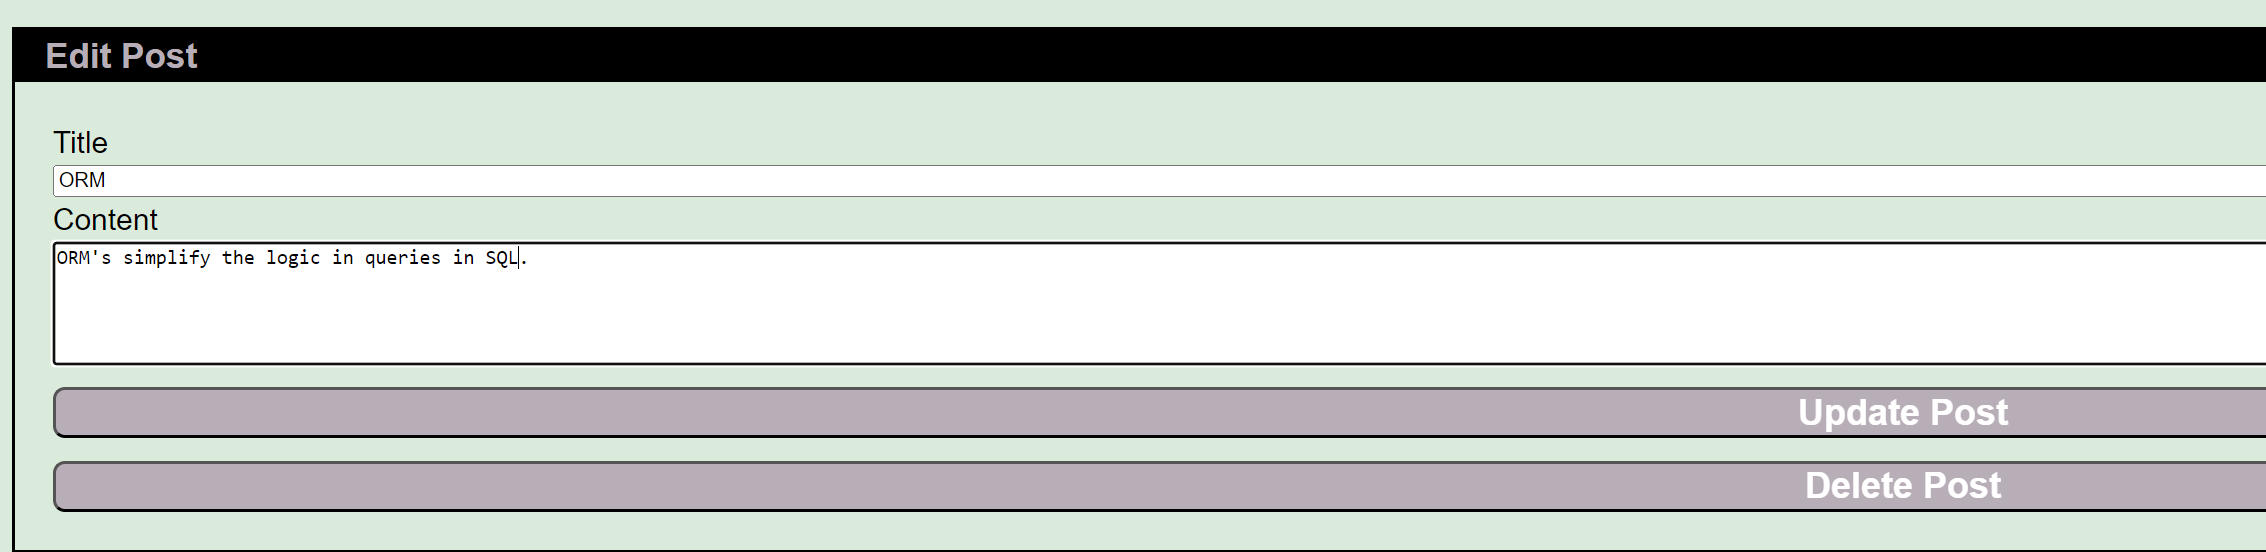 Edit Post
Title
ORM
Content
ORM's simplify the logic in queries in SQL.
Update Post
Delete Post